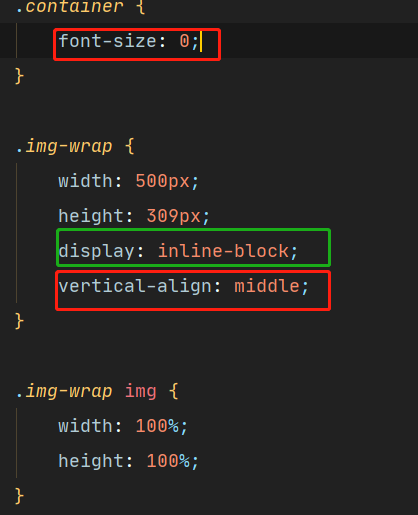 .container {
font-size: 0;
}
.img-wrap {
width: 500px;
height: 309px;
display: inline-block;
vertical-align: middle;
}
.img-wrap img {
width: 100%;
height: 100%;
}